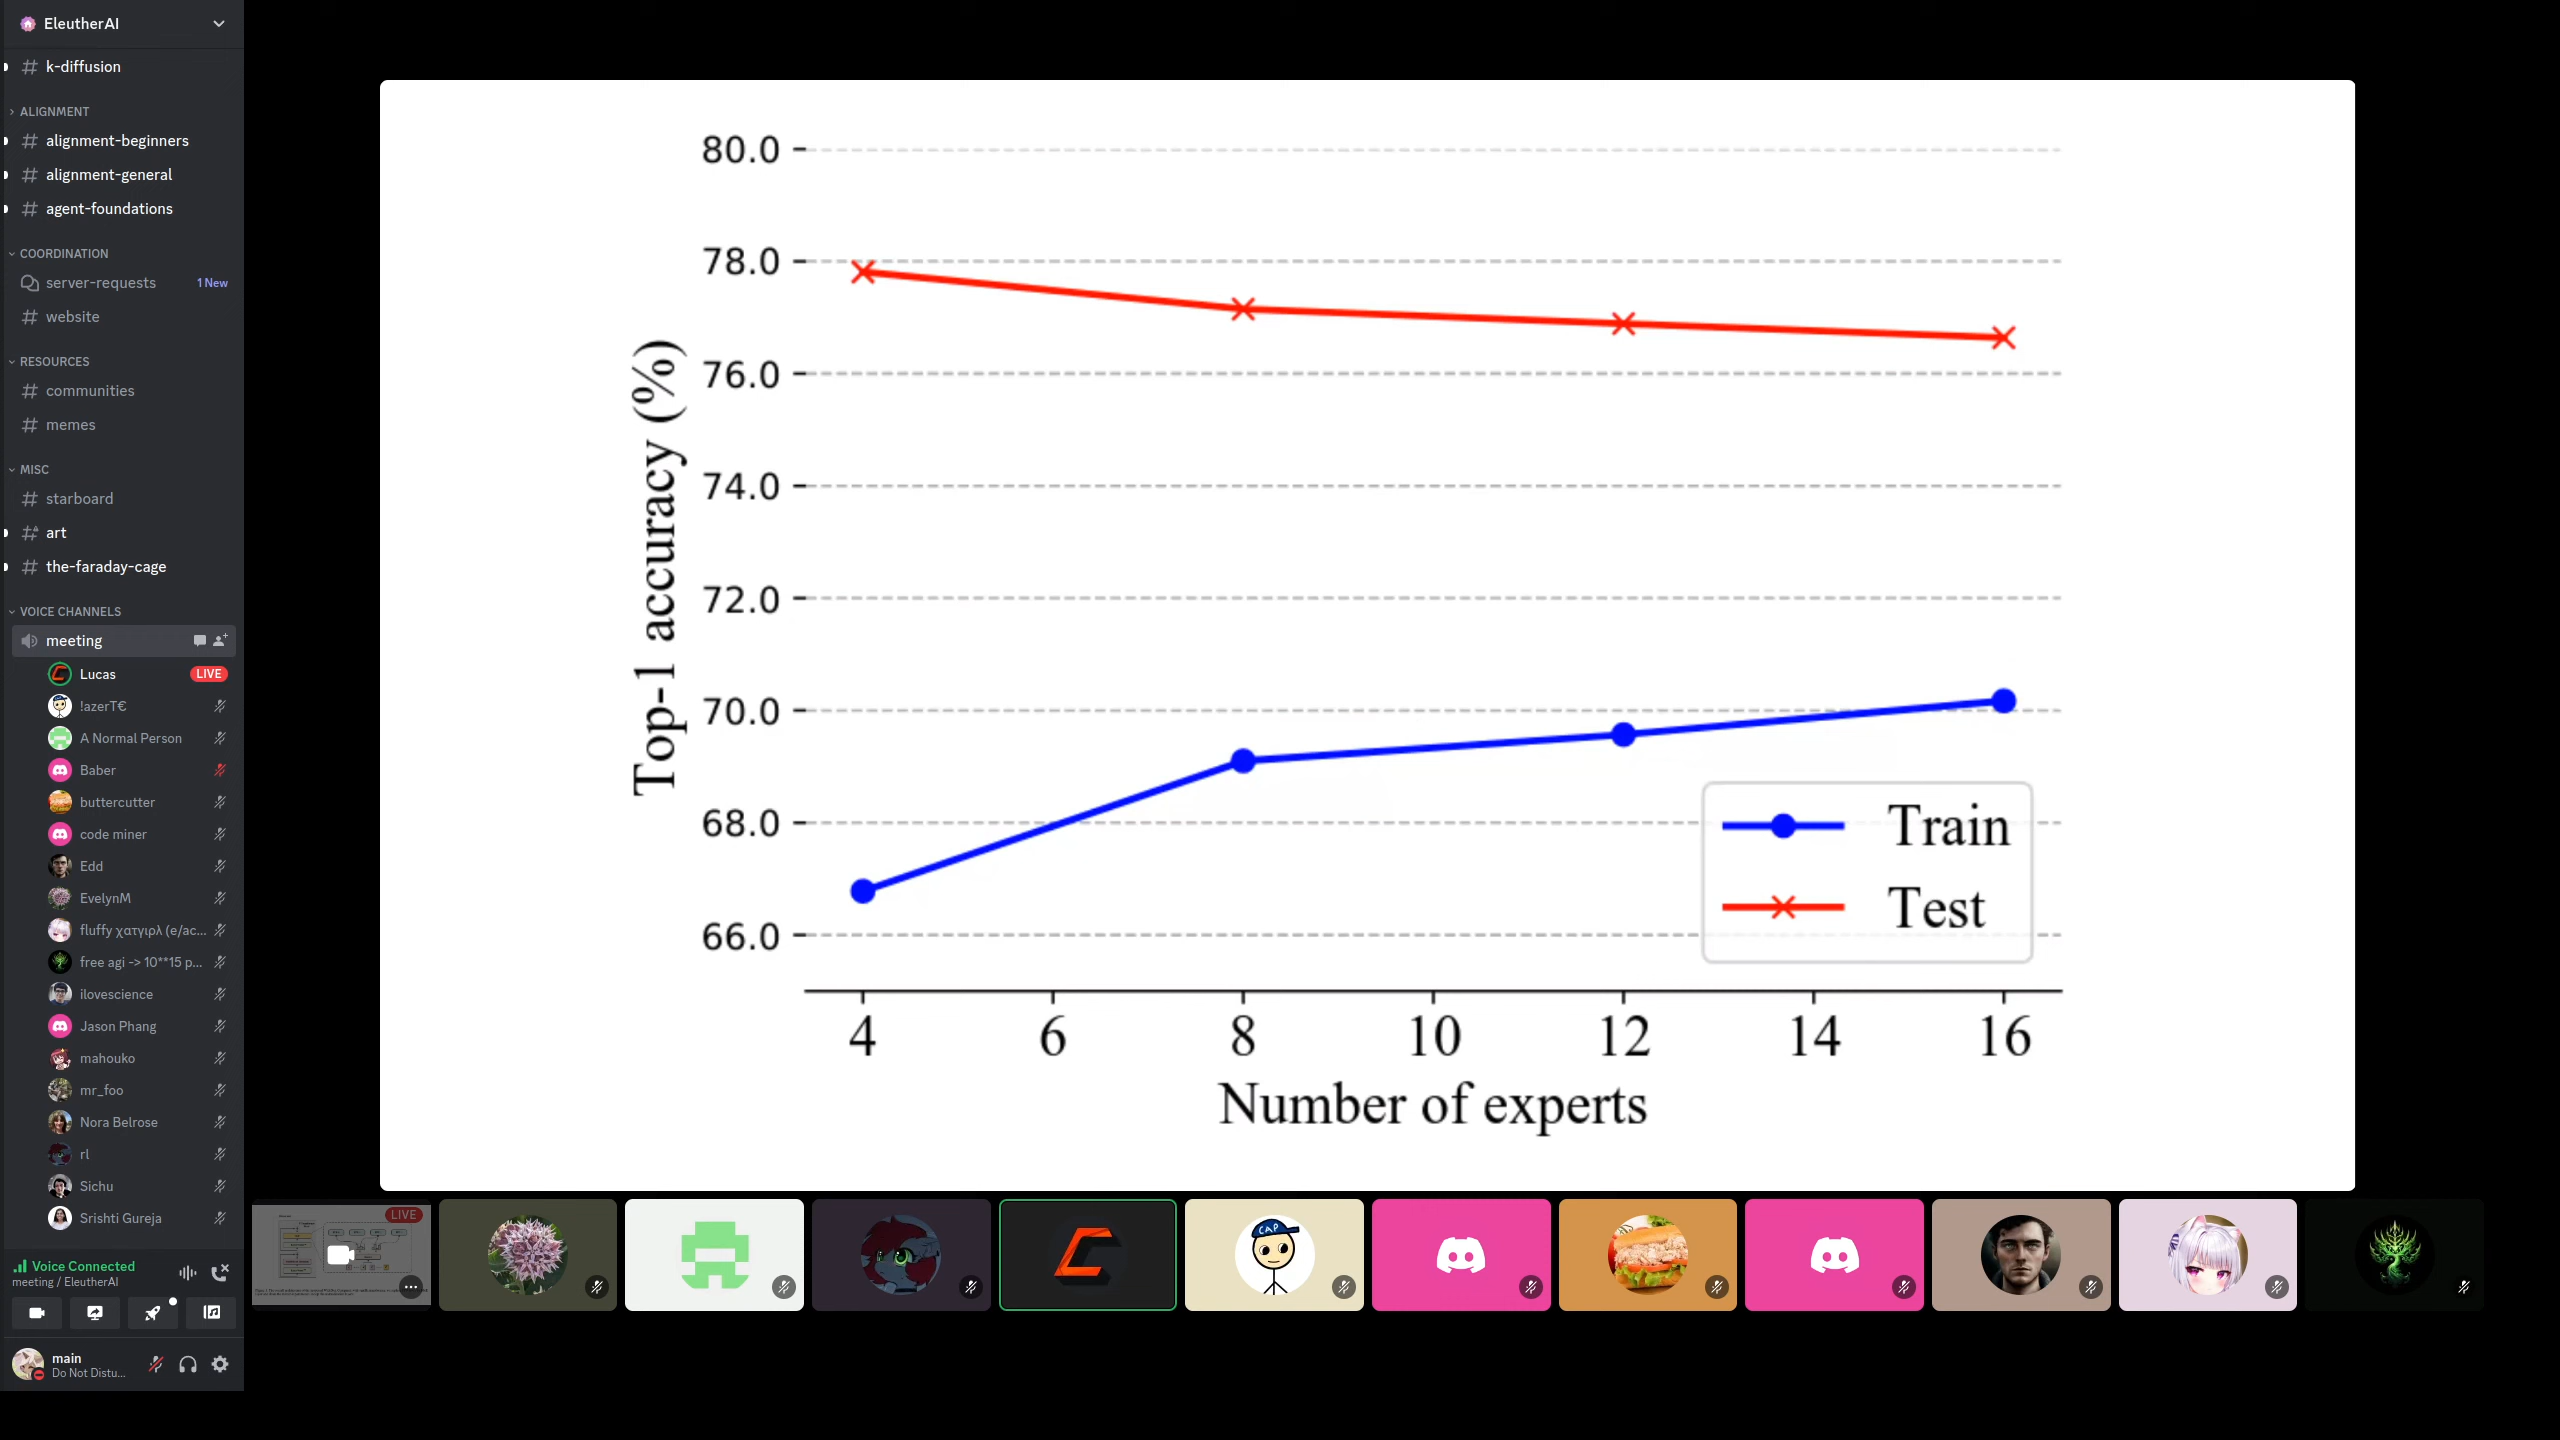 EleutherAI
k-diffusion
ALIGNMENT
alignment-beginners
alignment-general
agent-foundations
COORDINATION
server-requests 1 New
website
RESOURCES
communities
memes
MISC
starboard
art
the-faraday-cage
VOICE CHANNELS
meeting
Lucas LIVE
!azerT€
A Normal Person
Baber
buttercutter
code miner
Edd
EvelynM
fluffy χατγιρλ (e/ac...
free agi -> 10**15 p...
ilovescience
Jason Phang
mahouko
mr_foo
Nora Belrose
rl
Sichu
Srishti Gureja
Voice Connected
meeting / EleutherAI
main
Do Not Distu...
80.0
78.0
76.0
74.0
72.0
70.0
68.0
66.0
Top-1 accuracy (%)
4 6 8 10 12 14 16
Number of experts
Train
Test
LIVE
CAP